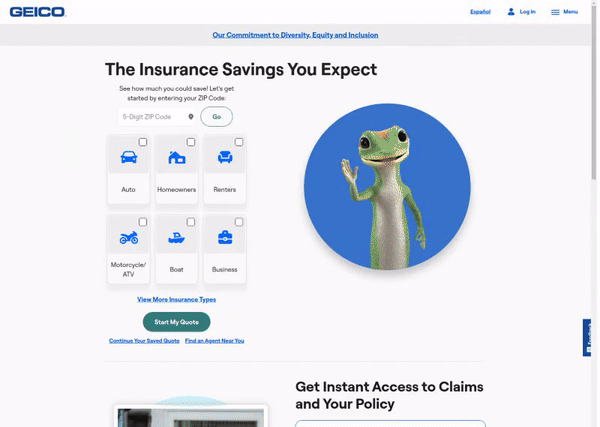 GEICO
Español
Log In
Menu
Our Commitment to Diversity, Equity and Inclusion
The Insurance Savings You Expect
See how much you could save! Let's get
started by entering your ZIP Code:
5-Digit ZIP Code
Go
Auto
Homeowners
Renters
Motorcycle/
ATV
Boat
Business
View More Insurance Types
Start My Quote
Continue Your Saved Quote
Find an Agent Near You
Feedback
Get Instant Access to Claims
and Your Policy